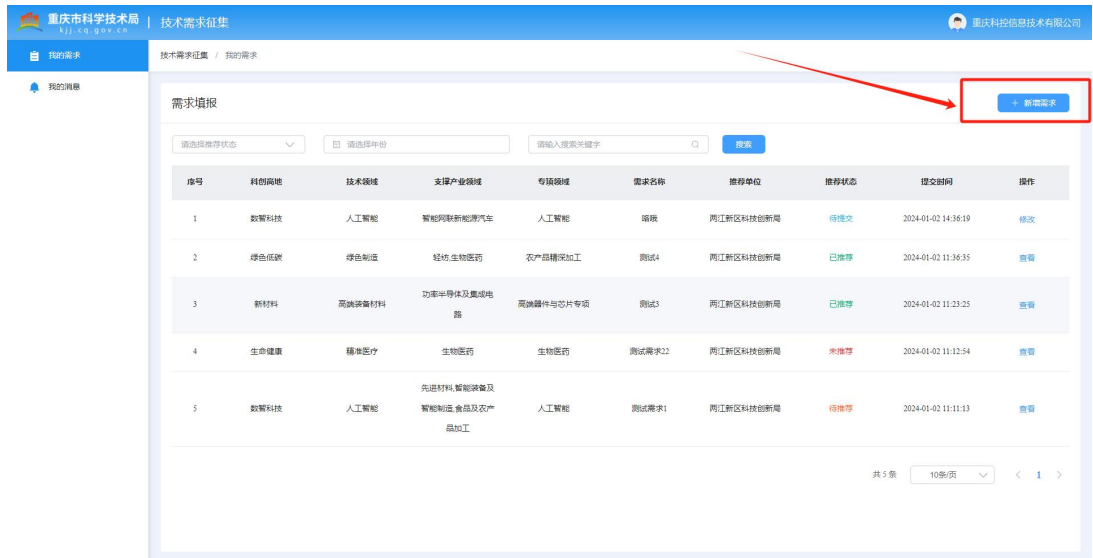 重庆市科学技术局 | 技术需求征集 重庆科控信息技术有限公司
kjj.cq.gov.cn
我的需求 技术需求征集 / 我的需求
我的消息
需求填报 + 新增需求
请选择推荐状态 请选择年份 请输入搜索关键字 搜索
序号 科创高地 技术领域 支撑产业领域 专项领域 需求名称 推荐单位 推荐状态 提交时间 操作
1 数智科技 人工智能 智能网联新能源汽车 人工智能 咯哦 两江新区科技创新局 待提交 2024-01-02 14:36:19 修改
2 绿色低碳 绿色制造 轻纺,生物医药 农产品精深加工 测试4 两江新区科技创新局 已推荐 2024-01-02 11:36:35 查看
3 新材料 高端装备材料 功率半导体及集成电
路 高端器件与芯片专项 测试3 两江新区科技创新局 已推荐 2024-01-02 11:23:25 查看
4 生命健康 精准医疗 生物医药 生物医药 测试需求22 两江新区科技创新局 未推荐 2024-01-02 11:12:54 查看
5 数智科技 人工智能 先进材料,智能装备及
智能制造,食品及农产
品加工 人工智能 测试需求1 两江新区科技创新局 待推荐 2024-01-02 11:11:13 查看
共 5 条 10条/页 < 1 >